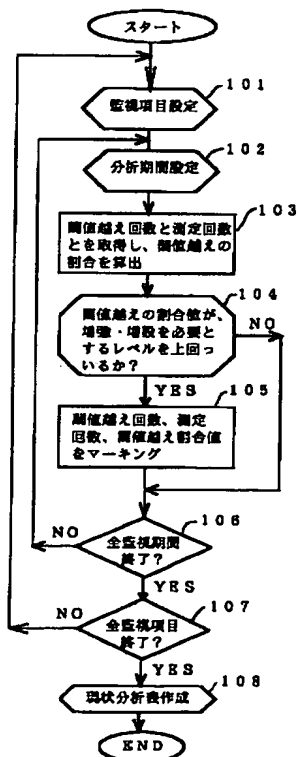 スタート
101
監視項目設定
102
分析期間設定
103
閾値越え回数と測定回数
とを取得し、閾値越えの
割合を算出
104
閾値越えの割合値が、
増強・増設を必要と
するレベルを上回っ
いるか?
NO
YES
105
閾値越え回数、測定
回数、閾値越え割合値
をマーキング
106
NO
全監視期間
終了?
YES
107
NO
全監視項目
終了?
YES
108
現状分析表作成
END